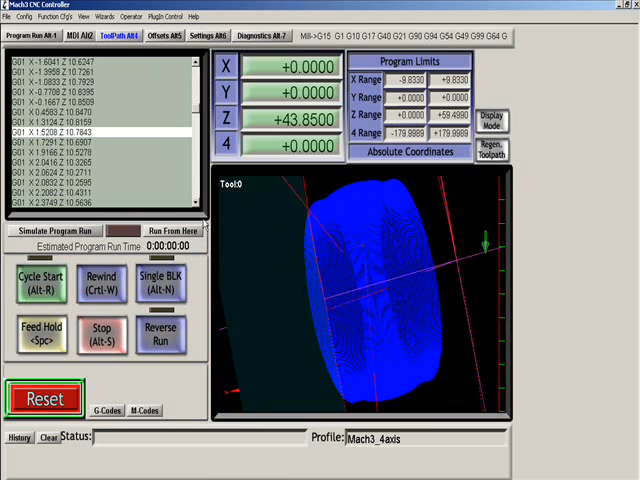 Mach3 CNC Controller
File Config Function Cfg's View Wizards Operator PlugIn Control Help
Program Run Alt-1 MDI Alt2 ToolPath Alt4 Offsets Alt5 Settings Alt6 Diagnostics Alt-7 Mill->G15 G1 G10 G17 G40 G21 G90 G94 G54 G49 G99 G64 G
G01 X -1.6041 Z 10.6247
G01 X -1.3958 Z 10.7261
G01 X -1.0833 Z 10.7929
G01 X -0.7708 Z 10.8395
G01 X -0.1667 Z 10.8509
G01 X 0.4583 Z 10.8470
G01 X 1.3124 Z 10.8159
G01 X 1.5208 Z 10.7843
G01 X 1.7291 Z 10.6907
G01 X 1.9166 Z 10.5278
G01 X 2.0416 Z 10.3265
G01 X 2.0624 Z 10.2711
G01 X 2.0832 Z 10.2595
G01 X 2.2082 Z 10.4311
G01 X 2.3749 Z 10.5636
X +0.0000
Y +0.0000
Z +43.8500
4 +0.0000
Program Limits
X Range -9.8330 +9.8330
Y Range +0.0000 +0.0000
Z Range +0.0000 +59.4990
4 Range -179.9988 +179.9989
Absolute Coordinates
Display
Mode
Regen.
Toolpath
Simulate Program Run Run From Here
Estimated Program Run Time 0:00:00:00
Cycle Start
(Alt-R)
Rewind
(Crtl-W)
Single BLK
(Alt-N)
Feed Hold
<Spc>
Stop
(Alt-S)
Reverse
Run
Reset
G-Codes M-Codes
Tool:0
History Clear Status: Profile: Mach3_4axis